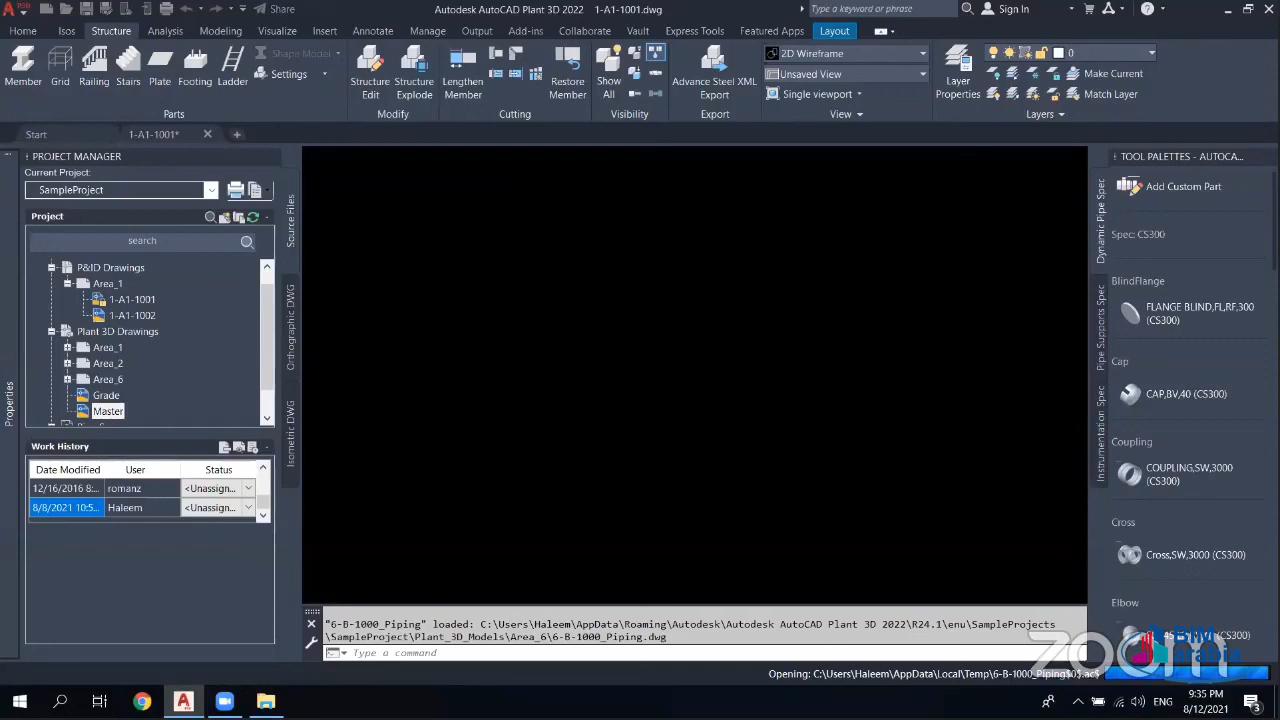 Share
Autodesk AutoCAD Plant 3D 2022 1-A1-1001.dwg
Type a keyword or phrase
Sign In
Home Isos Structure Analysis Modeling Visualize Insert Annotate Manage Output Add-ins Collaborate Vault Express Tools Featured Apps Layout
Member Grid Railing Stairs Plate Footing Ladder
Shape Model
Settings
Structure Edit
Structure Explode
Lengthen Member
Restore Member
Show All
Advance Steel XML Export
2D Wireframe
Unsaved View
Single viewport
Layer Properties
0
Make Current
Match Layer
Parts Modify Cutting Visibility Export View Layers
Start 1-A1-1001*
PROJECT MANAGER
Current Project:
SampleProject
Project
search
P&ID Drawings
Area_1
1-A1-1001
1-A1-1002
Plant 3D Drawings
Area_1
Area_2
Area_6
Grade
Master
Work History
Date Modified User Status
12/16/2016 8:... romanz <Unassign...
8/8/2021 10:5... Haleem <Unassign...
Properties
Source Files
Orthographic DWG
Isometric DWG
"6-B-1000_Piping" loaded: C:\Users\Haleem\AppData\Roaming\Autodesk\Autodesk AutoCAD Plant 3D 2022\R24.1\enu\SampleProjects
\SampleProject\Plant_3D_Models\Area_6\6-B-1000_Piping.dwg
Type a command
Dynamic Pipe Spec
Pipe Supports Spec
Instrumentation Spec
TOOL PALETTES - AUTOCA...
Add Custom Part
Spec: CS300
BlindFlange
FLANGE BLIND,FL,RF,300
(CS300)
Cap
CAP,BV,40 (CS300)
Coupling
COUPLING,SW,3000
(CS300)
Cross
Cross,SW,3000 (CS300)
Elbow
zoom
BIM
arabia
Opening: C:\Users\Haleem\AppData\Local\Temp\6-B-1000_Piping$0$.ac$
ENG
9:35 PM
8/12/2021
3